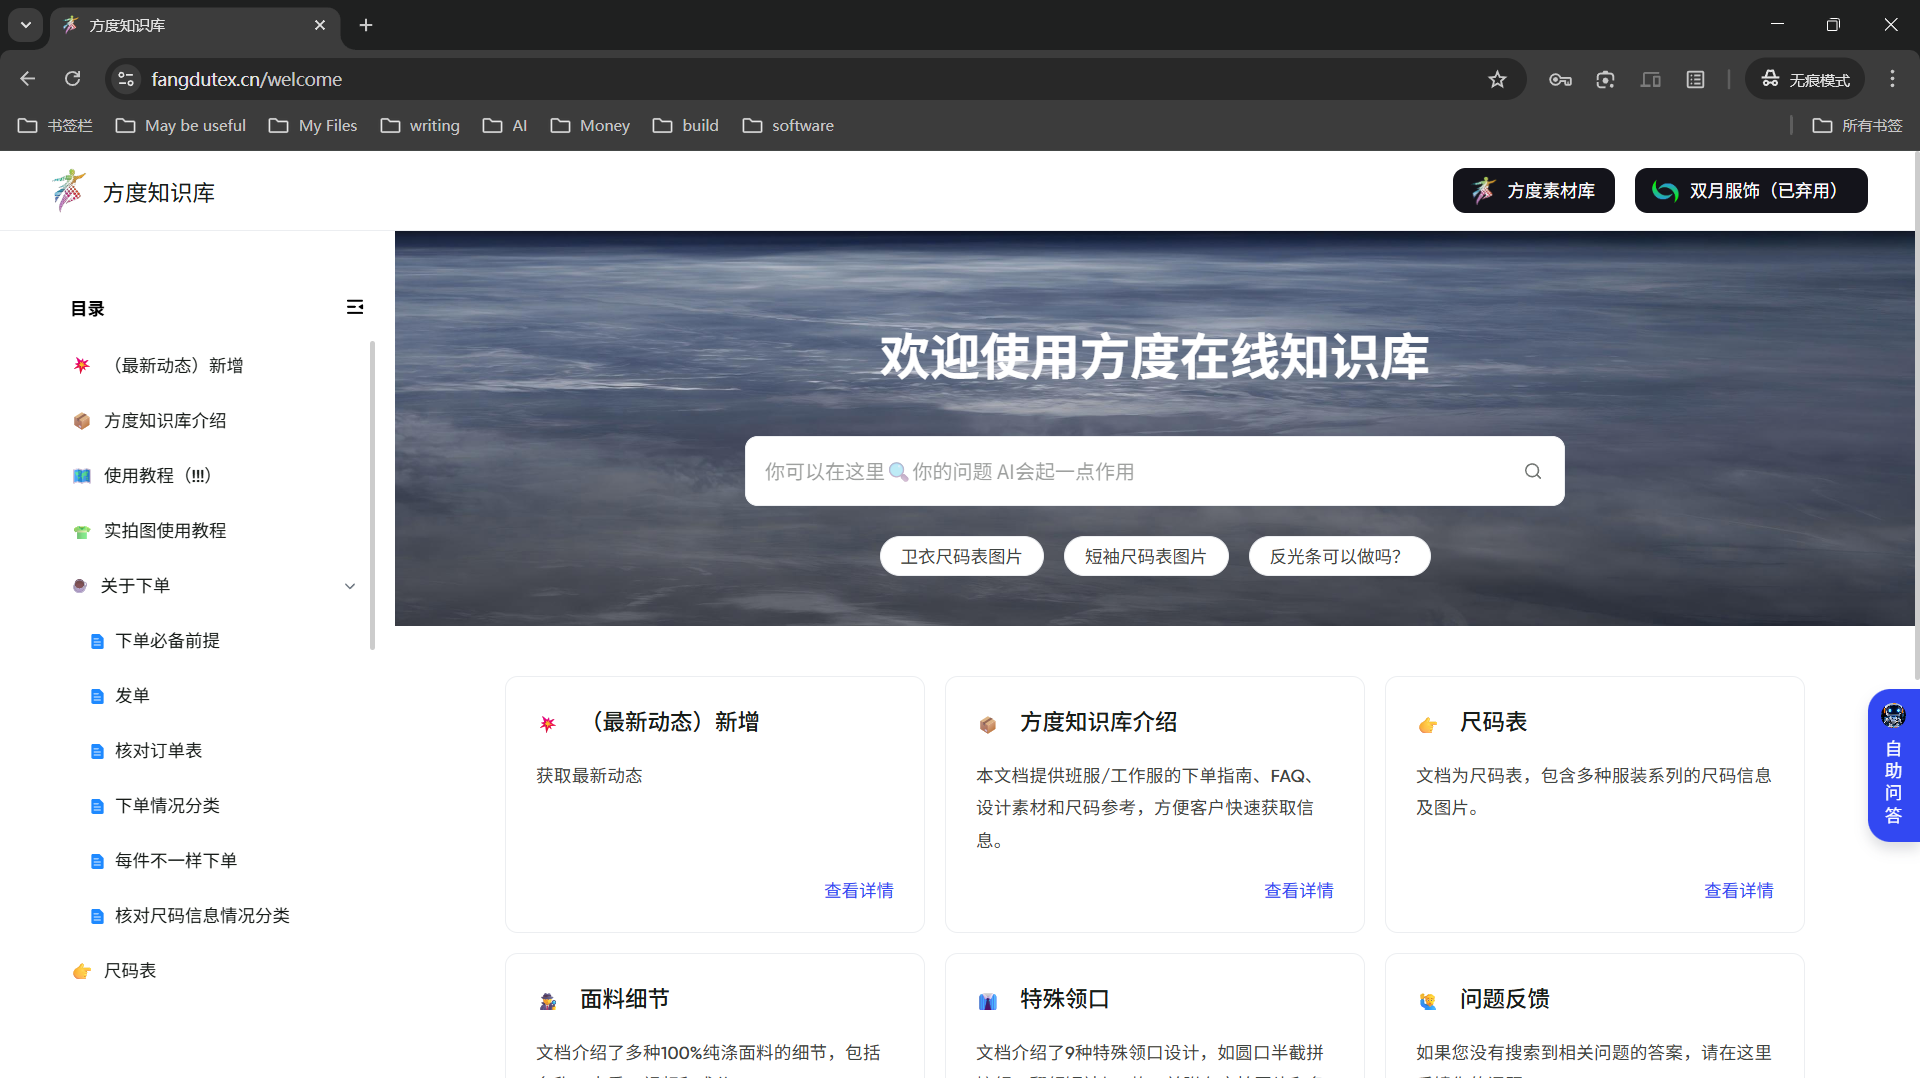 方度知识库
fangdutex.cn/welcome
无痕模式
书签栏 May be useful My Files writing AI Money build software 所有书签
方度知识库
方度素材库
双月服饰（已弃用）
目录
（最新动态）新增
方度知识库介绍
使用教程（!!!）
实拍图使用教程
关于下单
下单必备前提
发单
核对订单表
下单情况分类
每件不一样下单
核对尺码信息情况分类
尺码表
欢迎使用方度在线知识库
你可以在这里🔍你的问题 AI会起一点作用
卫衣尺码表图片 短袖尺码表图片 反光条可以做吗?
（最新动态）新增
获取最新动态
查看详情
方度知识库介绍
本文档提供班服/工作服的下单指南、FAQ、
设计素材和尺码参考，方便客户快速获取信
息。
查看详情
尺码表
文档为尺码表，包含多种服装系列的尺码信息
及图片。
查看详情
面料细节
文档介绍了多种100%纯涤面料的细节，包括
特殊领口
文档介绍了9种特殊领口设计，如圆口半截拼
问题反馈
如果您没有搜索到相关问题的答案，请在这里
自
助
问
答